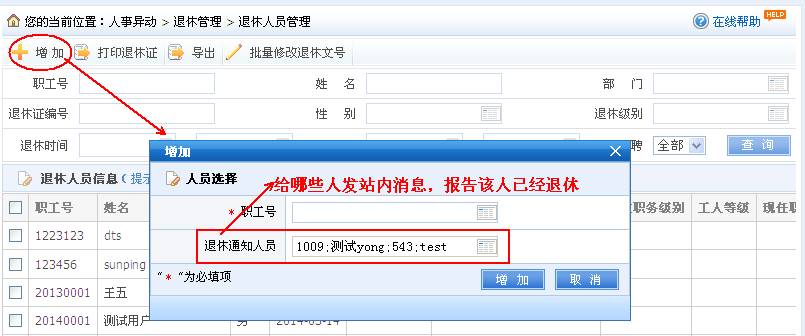 您的当前位置：人事异动 > 退休管理 > 退休人员管理 在线帮助 HELP
增 加 打印退休证 导出 批量修改退休文号
职工号 姓 名 部 门
退休证编号 性 别 退休级别
退休时间 聘 全部 查 询
增加
退休人员信息( 提示
人员选择
给哪些人发站内消息，报告该人已经退休
职工号 姓名 职务级别 工人等级 现任职
* 职工号
1223123 dts
退休通知人员 1009;测试yong;543;test
123456 sunping
" * "为必填项 增 加 取 消
20130001 王五
20140001 测试用户 男 2014-03-14